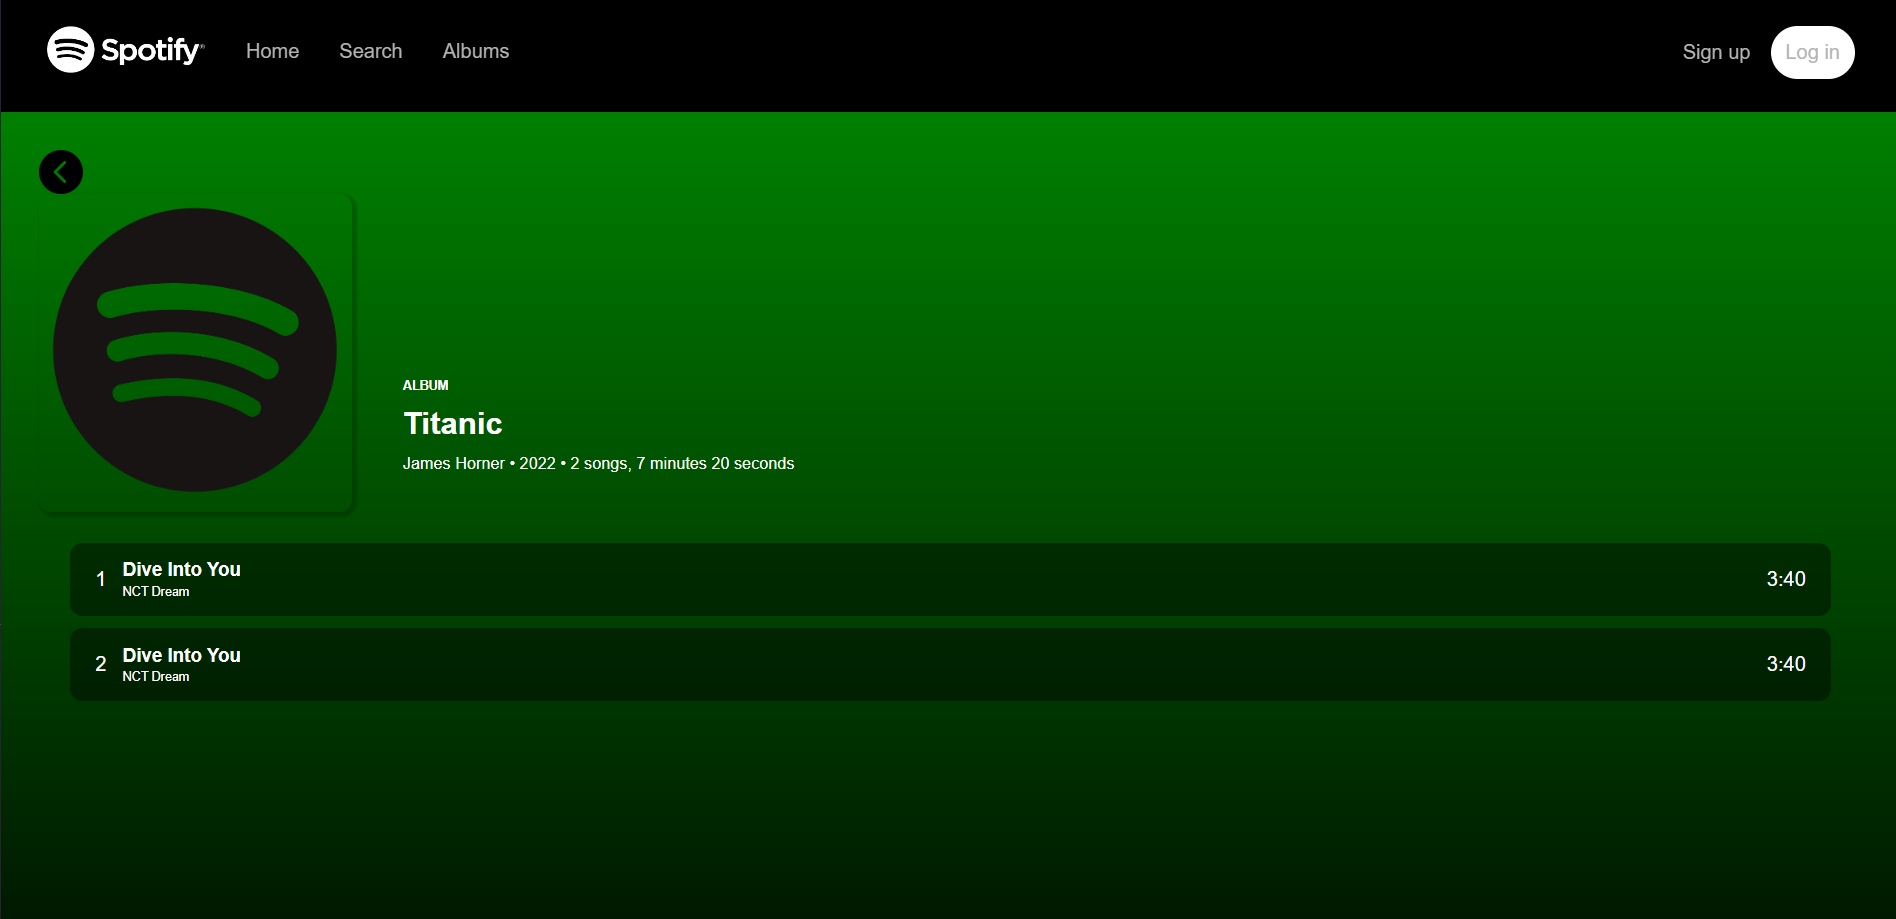 Spotify Home Search Albums Sign up Log in
ALBUM
Titanic
James Horner • 2022 • 2 songs, 7 minutes 20 seconds
1 Dive Into You 3:40
NCT Dream
2 Dive Into You 3:40
NCT Dream